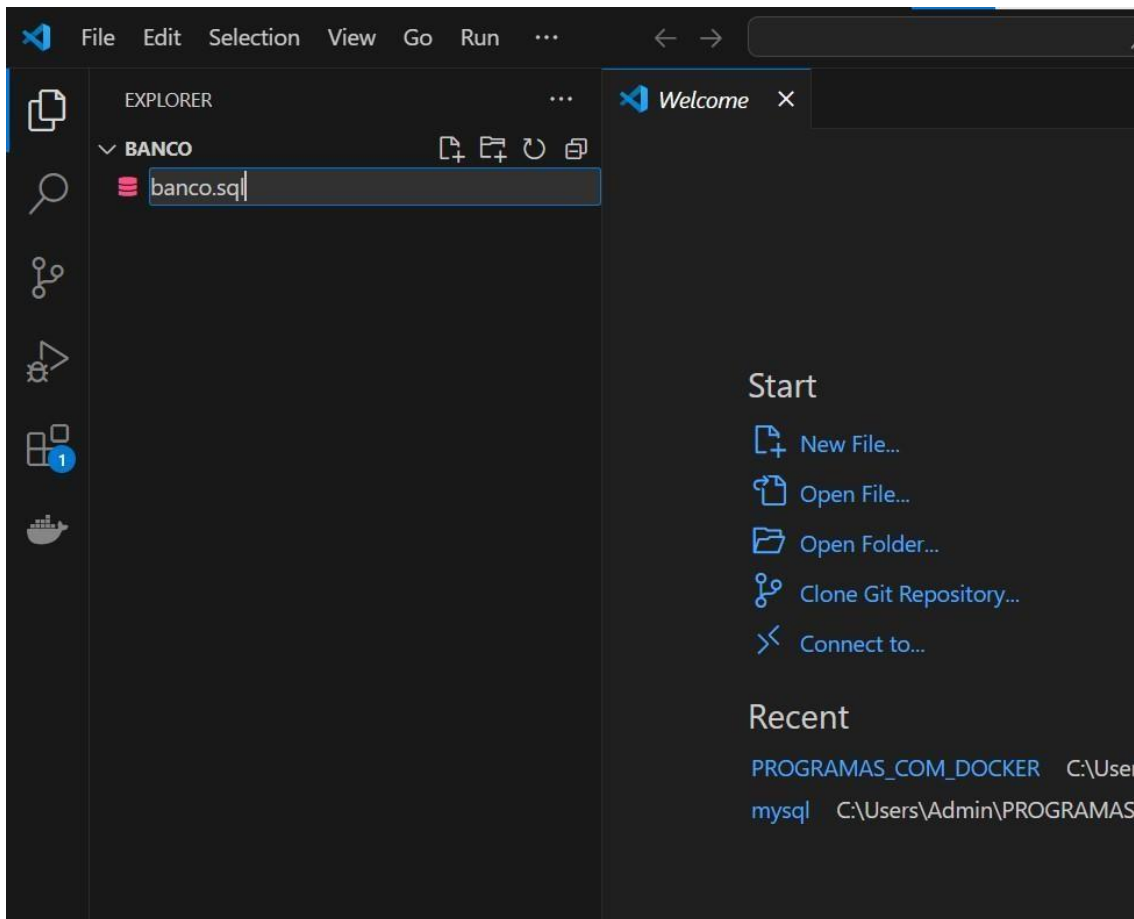 File Edit Selection View Go Run ...
EXPLORER ...
Welcome
BANCO
banco.sql
1
Start
New File...
Open File...
Open Folder...
Clone Git Repository...
Connect to...
Recent
PROGRAMAS_COM_DOCKER C:\User
mysql C:\Users\Admin\PROGRAMAS